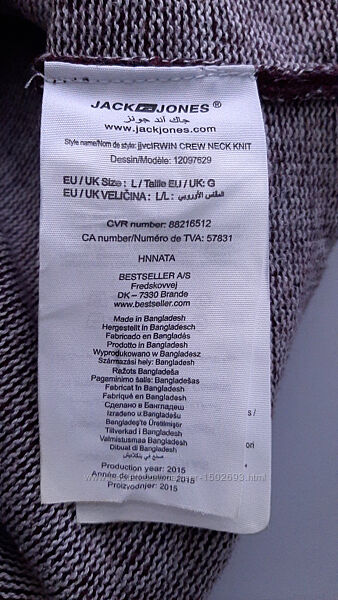 JACK JONES®
جاك أند جونز
www.jackjones.com
Style name/Nom de style: jjvcIRWIN CREW NECK KNIT
Dessin/Modèle: 12097629
EU / UK Size: L / Taille EU / UK: G
EU / UK VELIČINA: L/L: المقاس الأوروبي
CVR number: 88216512
CA number/Numéro de TVA: 57831
HNNATA
BESTSELLER A/S
Fredskovvej
DK – 7330 Brande
www.bestseller.com
Made in Bangladesh
Hergestellt in Bangladesch
Fabricado en Bangladés
Prodotto in Bangladesh
Wyprodukowano w Bangladesz
Származási hely: Bangladesh
Ražots Bangladeša
Pagaminimo šalis: Bangladešas
Fabricat in Bangladesh
Fabriqué en Bangladesh
Сделано в Бангладеш
Izrađeno u Bangladešu
Bangladeş'te Üretilmiştir
Tillverkad i Bangladesh
Valmistusmaa Bangladesh
Dibuat di Bangladesh
صنع في بنغلاديش
Production year: 2015
Année de production: 2015
Proizvodnjer: 2015
s /
ori